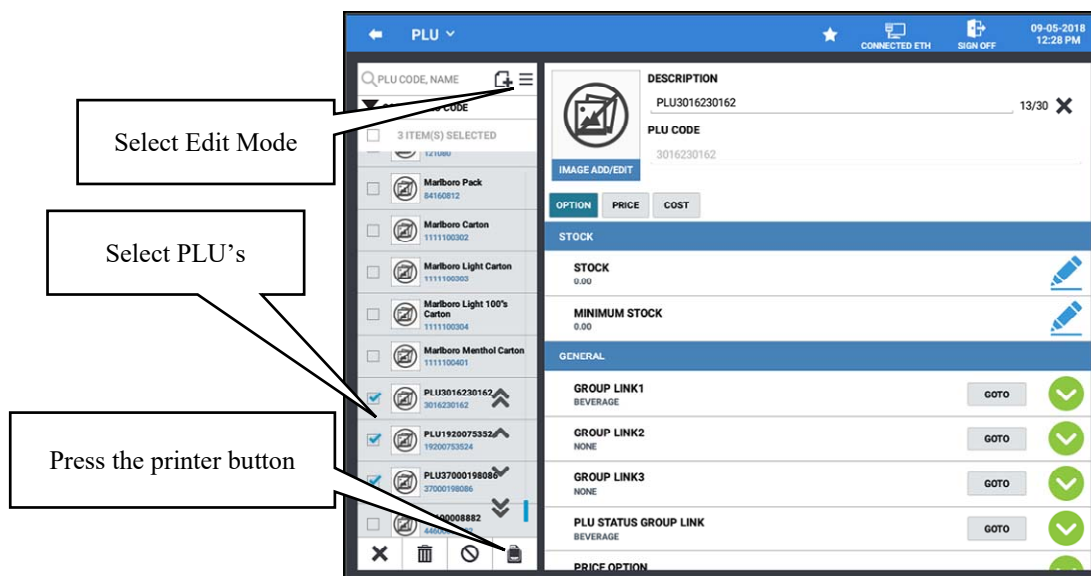 PLU
CONNECTED ETH
SIGN OFF
09-05-2018
12:28 PM
Select Edit Mode
Select PLU's
Press the printer button
PLU CODE, NAME
CODE
3 ITEM(S) SELECTED
121080
Marlboro Pack
84160812
Marlboro Carton
1111100302
Marlboro Light Carton
1111100303
Marlboro Light 100's
Carton
1111100304
Marlboro Menthol Carton
1111100401
PLU3016230162
3016230162
PLU1920075352
19200753524
PLU37000198086
37000198086
00008882
DESCRIPTION
PLU3016230162
13/30
PLU CODE
3016230162
IMAGE ADD/EDIT
OPTION
PRICE
COST
STOCK
STOCK
0.00
MINIMUM STOCK
0.00
GENERAL
GROUP LINK1
BEVERAGE
GOTO
GROUP LINK2
NONE
GOTO
GROUP LINK3
NONE
GOTO
PLU STATUS GROUP LINK
BEVERAGE
GOTO
PRICE OPTION